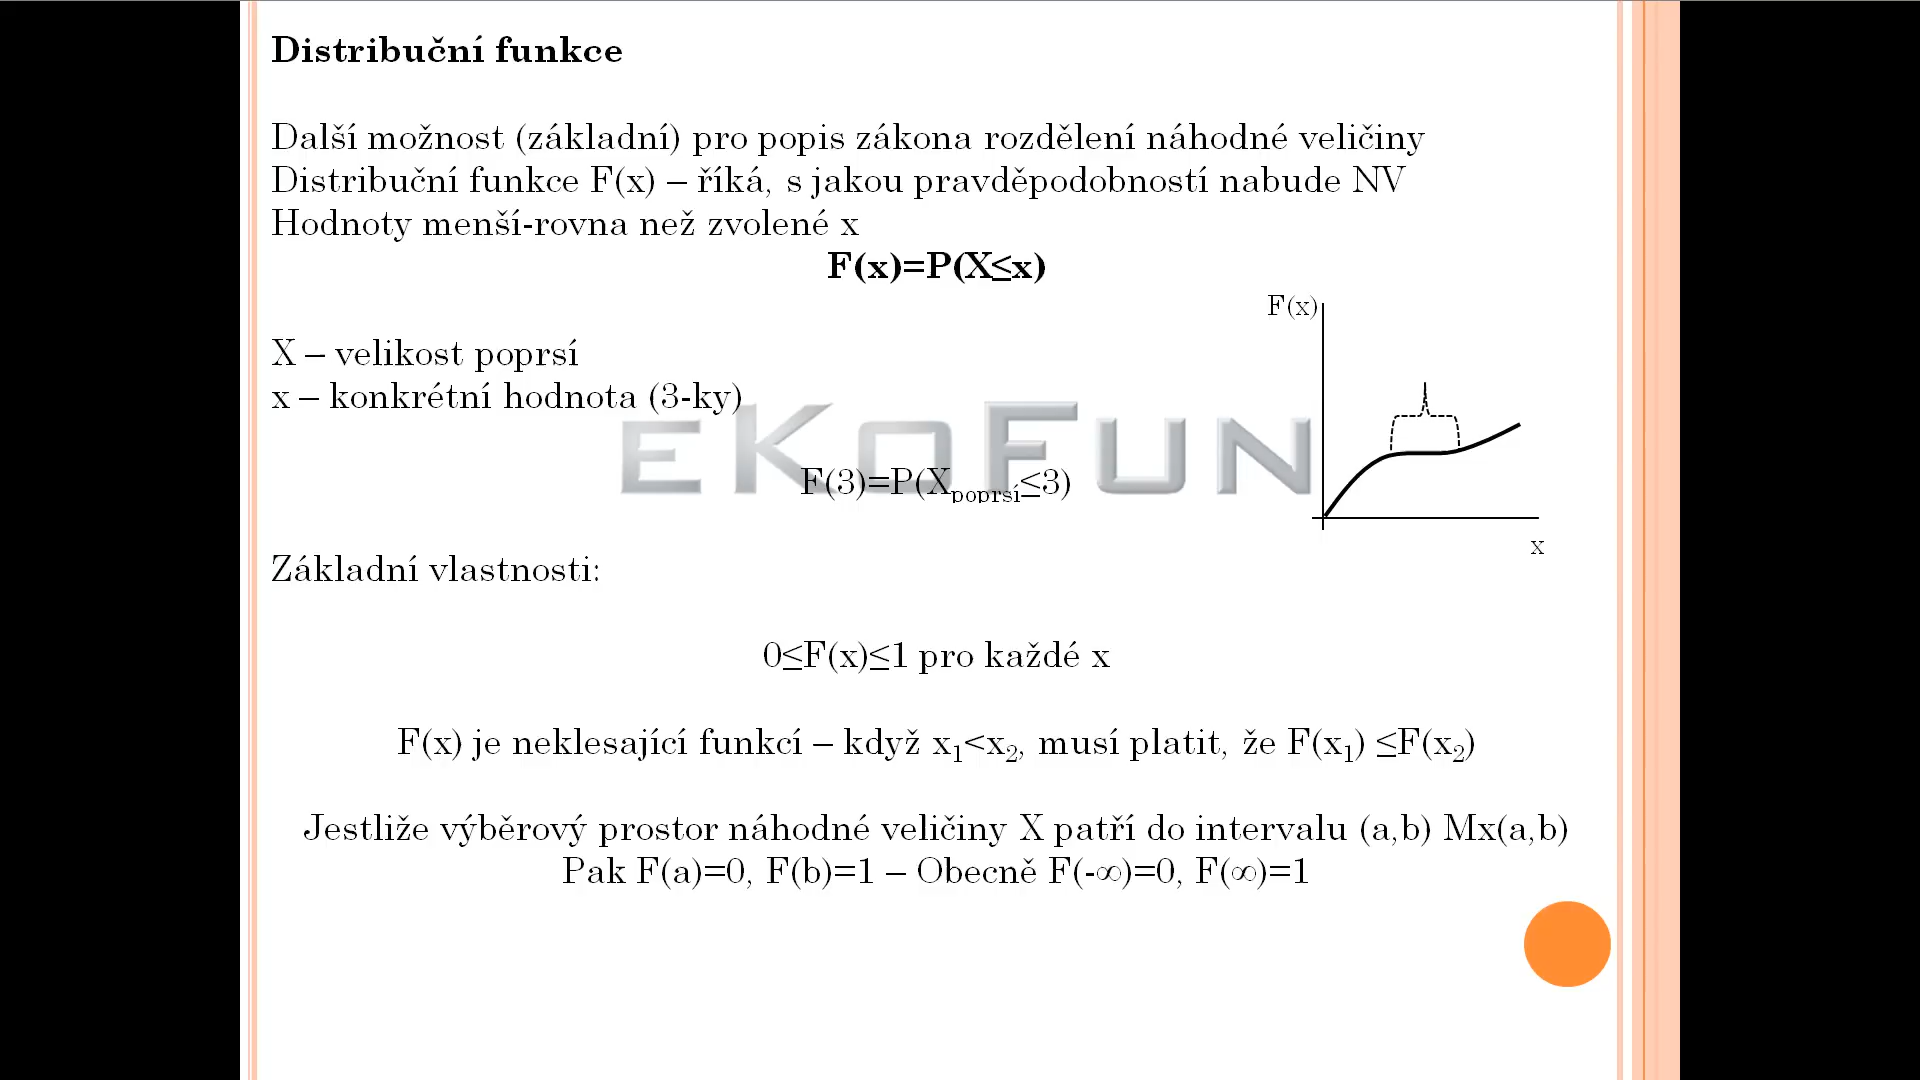 Distribuční funkce
Další možnost (základní) pro popis zákona rozdělení náhodné veličiny
Distribuční funkce F(x) – říká, s jakou pravděpodobností nabude NV
Hodnoty menší-rovna než zvolené x
F(x)=P(X≤x)
F(x)
X – velikost poprsí
x – konkrétní hodnota (3-ky)
EKOFUN
F(3)=P(Xpoprsí≤3)
x
Základní vlastnosti:
0≤F(x)≤1 pro každé x
F(x) je neklesající funkcí – když x₁<x₂, musí platit, že F(x₁) ≤F(x₂)
Jestliže výběrový prostor náhodné veličiny X patří do intervalu (a,b) Mx(a,b)
Pak F(a)=0, F(b)=1 – Obecně F(-∞)=0, F(∞)=1